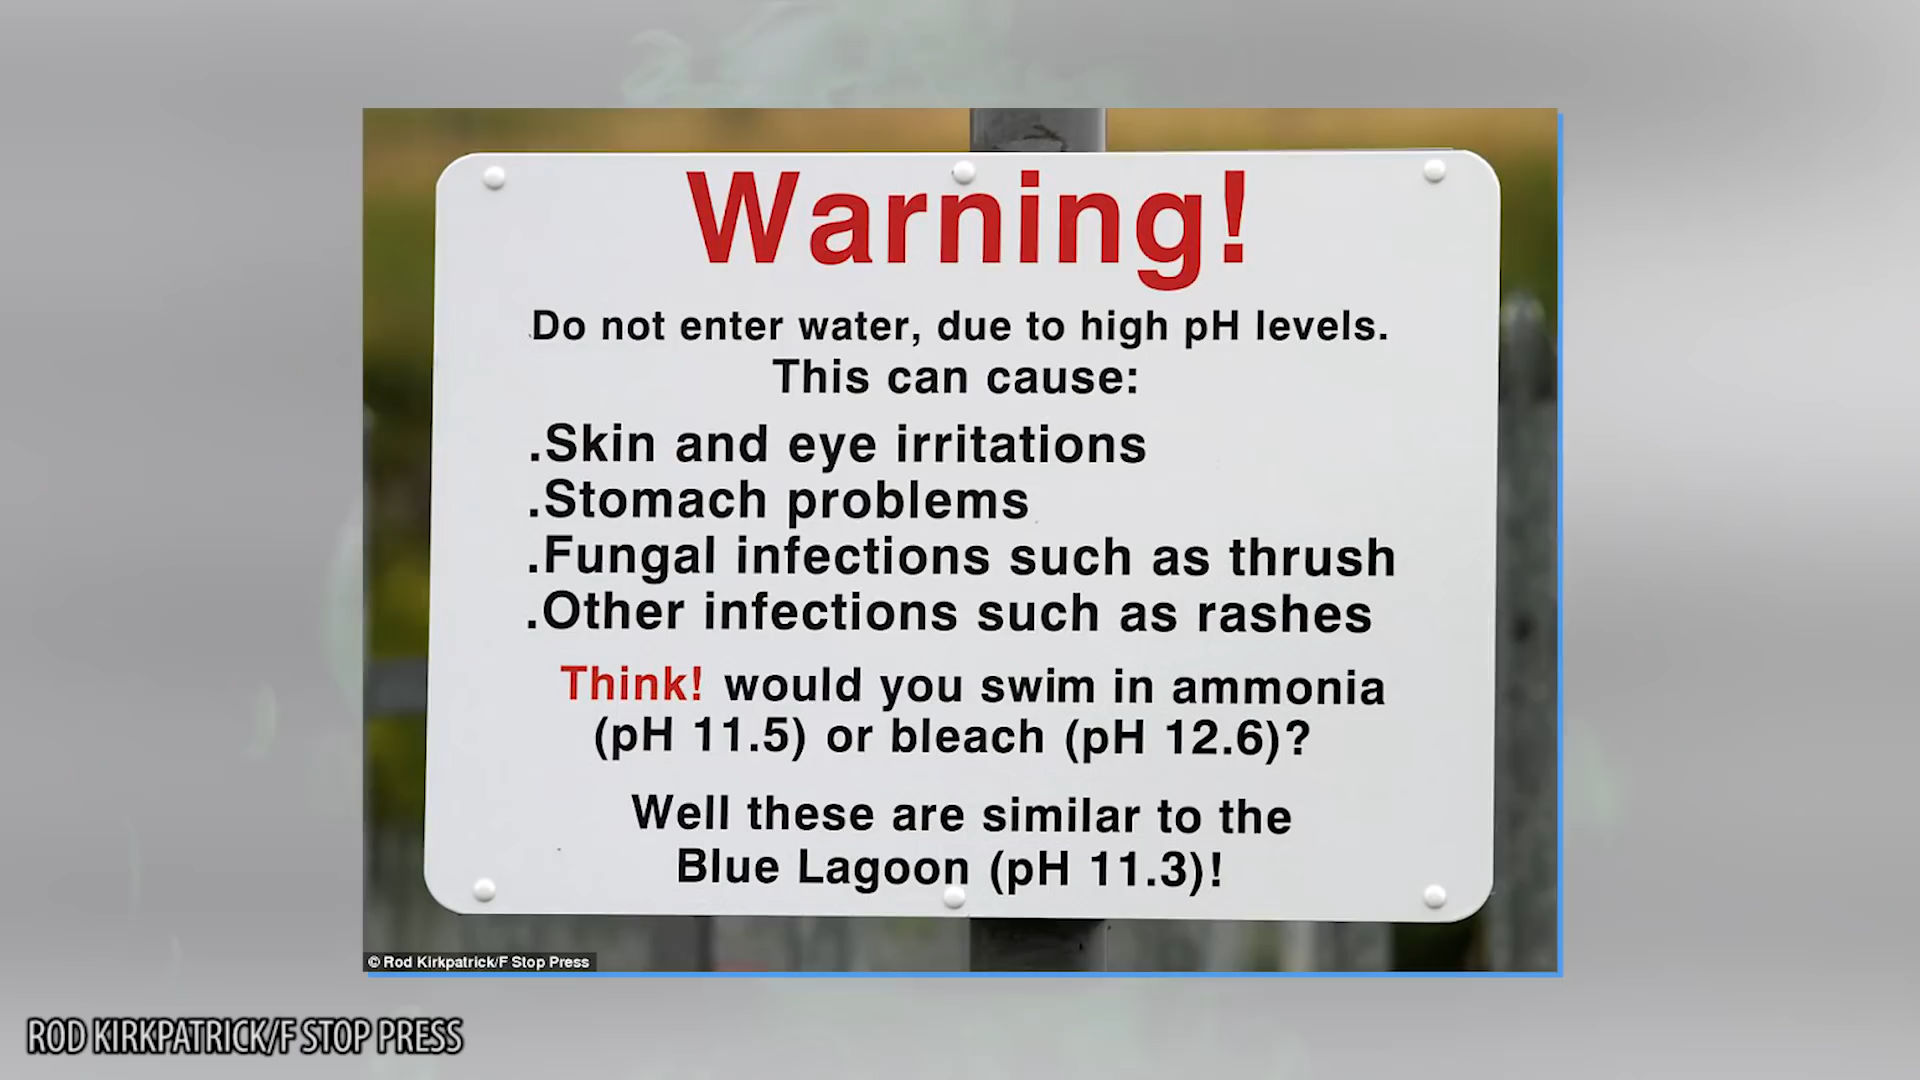 Warning!
Do not enter water, due to high pH levels.
This can cause:
.Skin and eye irritations
.Stomach problems
.Fungal infections such as thrush
.Other infections such as rashes
Think! would you swim in ammonia
(pH 11.5) or bleach (pH 12.6)?
Well these are similar to the
Blue Lagoon (pH 11.3)!
© Rod Kirkpatrick/F Stop Press
ROD KIRKPATRICK/F STOP PRESS